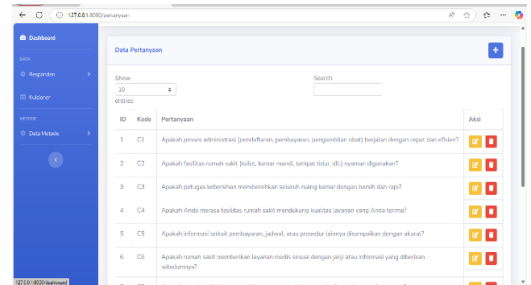 127.0.0.1:8000/pertanyaan
Dashboard
Data Pertanyaan
DATA
Show
Search:
Responden
10
entries
Kuisioner
ID Kode Pertanyaan Aksi
METODE
Data Metode
1 C1 Apakah proses administrasi (pendaftaran, pembayaran, pengambilan obat) berjalan dengan cepat dan efisien?
2 C2 Apakah fasilitas rumah sakit (toilet, kamar mandi, tempat tidur, dll.) nyaman digunakan?
3 C3 Apakah petugas kebersihan membersihkan seluruh ruang kamar dengan bersih dan rapi?
4 C4 Apakah Anda merasa fasilitas rumah sakit mendukung kualitas layanan yang Anda terima?
5 C5 Apakah informasi terkait pembayaran, jadwal, atau prosedur lainnya disampaikan dengan akurat?
6 C6 Apakah rumah sakit memberikan layanan medis sesuai dengan janji atau informasi yang diberikan
sebelumnya?
127.0.0.1:8000/dashboard